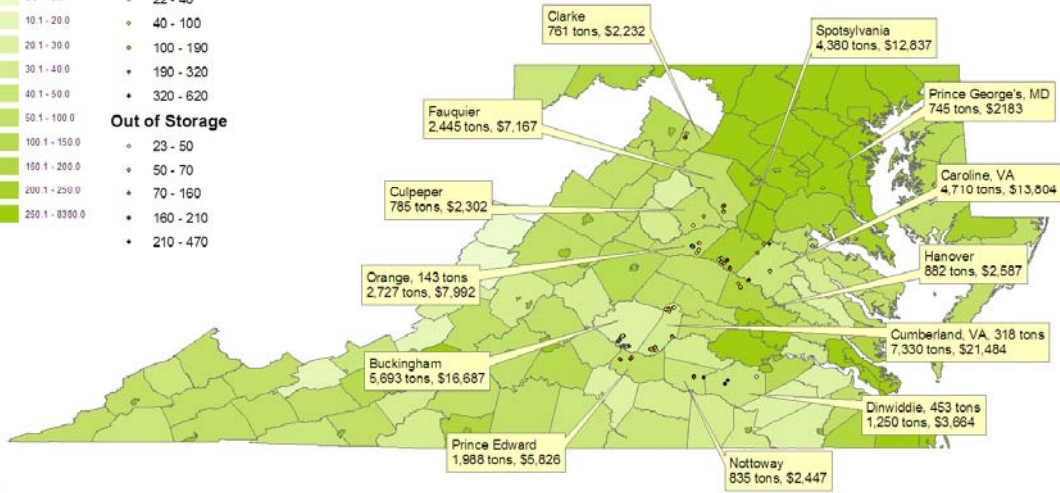 10.1 - 20.0
20.1 - 30.0
30.1 - 40.0
40.1 - 50.0
50.1 - 100.0
100.1 - 150.0
150.1 - 200.0
200.1 - 250.0
250.1 - 8380.0
40 - 100
100 - 190
190 - 320
320 - 620
Out of Storage
23 - 50
50 - 70
70 - 160
160 - 210
210 - 470
Clarke
761 tons, $2,232
Spotsylvania
4,380 tons, $12,837
Prince George's, MD
745 tons, $2183
Fauquier
2,445 tons, $7,167
Caroline, VA
4,710 tons, $13,804
Culpeper
785 tons, $2,302
Hanover
882 tons, $2,587
Orange, 143 tons
2,727 tons, $7,992
Cumberland, VA, 318 tons
7,330 tons, $21,484
Buckingham
5,693 tons, $16,687
Dinwiddie, 453 tons
1,250 tons, $3,664
Prince Edward
1,988 tons, $5,826
Nottoway
835 tons, $2,447